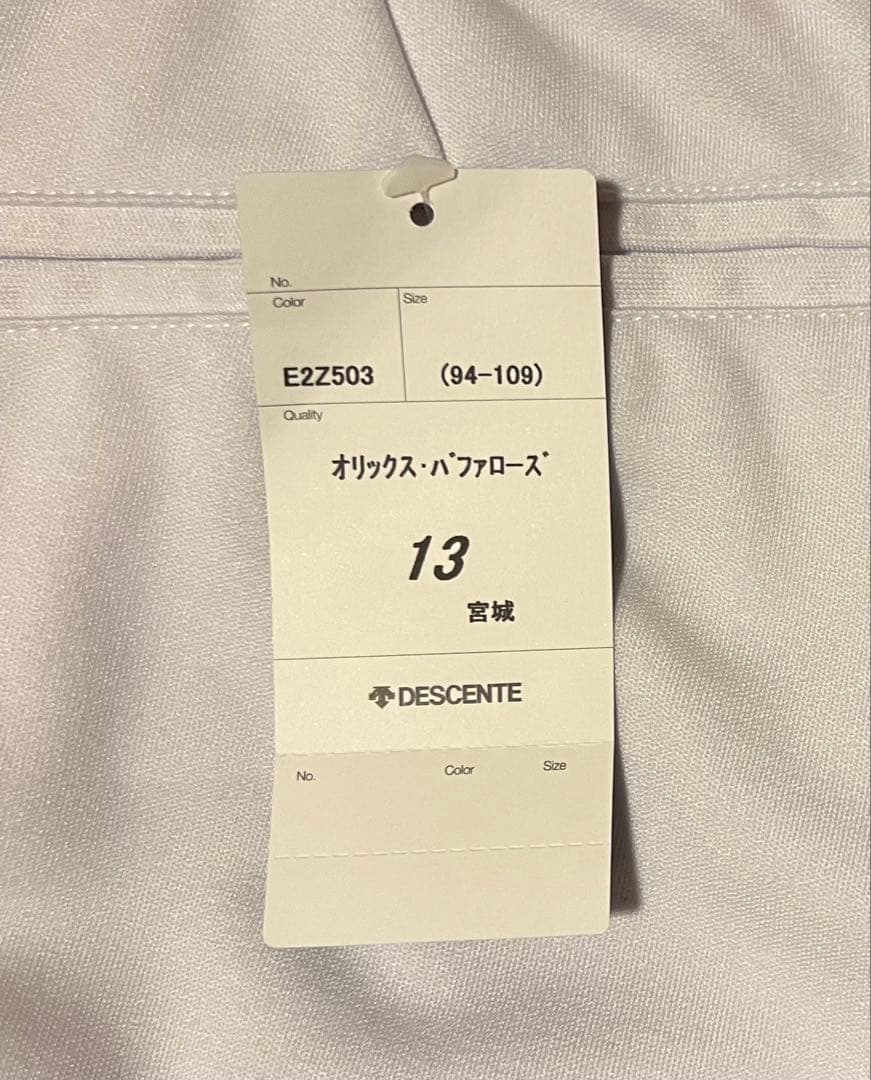 No.
Color Size
E2Z503 (94-109)
Quality
オリックス・バファローズ
13
宮城
DESCENTE
No. Color Size